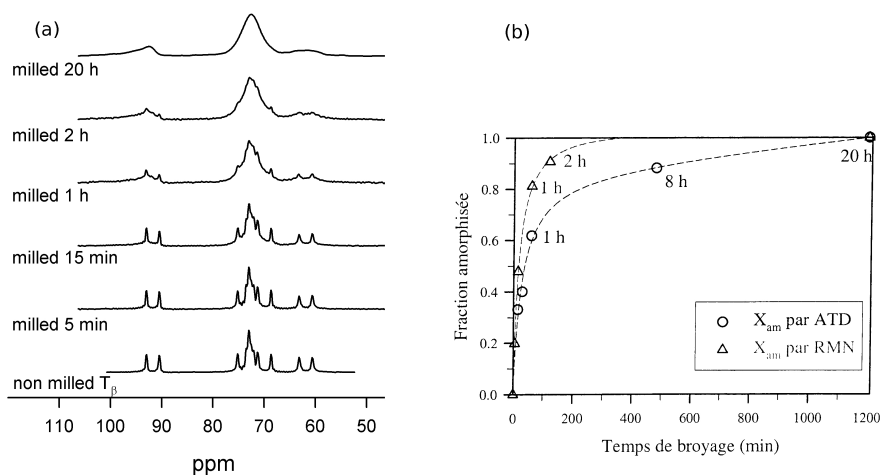 (a)
milled 20 h
milled 2 h
milled 1 h
milled 15 min
milled 5 min
non milled Tβ
110 100 90 80 70 60 50
ppm
(b)
Fraction amorphisée
1.0
0.8
0.6
0.4
0.2
0.0
2 h
1 h
20 h
8 h
1 h
X am par ATD
X am par RMN
0 200 400 600 800 1000 1200
Temps de broyage (min)